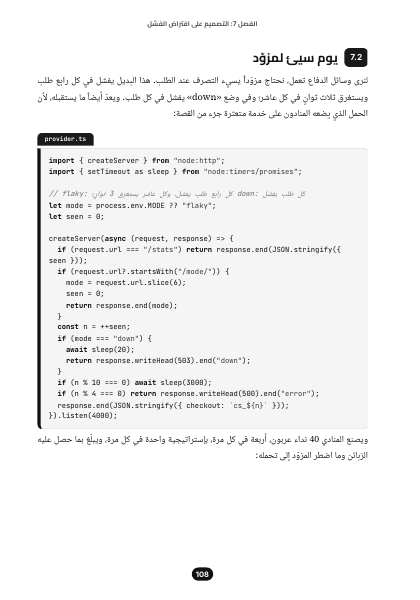 الفصل 7: التصميم على افتراض الفشل
7.2 يوم سيئ لمزوّد
لنرى وسائل الدفاع تعمل، نحتاج مزوّداً يسيء التصرف عند الطلب. هذا البديل يفشل في كل رابع طلب
ويستغرق ثلاث ثوانٍ في كل عاشر؛ وفي وضع «down» يفشل في كل طلب. ويعدّ أيضاً ما يستقبله، لأن
الحمل الذي يضعه المنادون على خدمة متعثرة جزء من القصة:
provider.ts
import { createServer } from "node:http";
import { setTimeout as sleep } from "node:timers/promises";
// flaky: كل رابع طلب يفشل، وكل عاشر يستغرق 3 ثوانٍ؛ down: كل طلب يفشل
let mode = process.env.MODE ?? "flaky";
let seen = 0;
createServer(async (request, response) => {
if (request.url === "/stats") return response.end(JSON.stringify({
seen }));
if (request.url?.startsWith("/mode/")) {
mode = request.url.slice(6);
seen = 0;
return response.end(mode);
}
const n = ++seen;
if (mode === "down") {
await sleep(20);
return response.writeHead(503).end("down");
}
if (n % 10 === 0) await sleep(3000);
if (n % 4 === 0) return response.writeHead(500).end("error");
response.end(JSON.stringify({ checkout: `cs_${n}` }));
}).listen(4000);
ويصنع المنادي 40 نداء عربون، أربعة في كل مرة، بإستراتيجية واحدة في كل مرة، ويبلّغ بما حصل عليه
الزبائن وما اضطر المزوّد إلى تحمله:
108